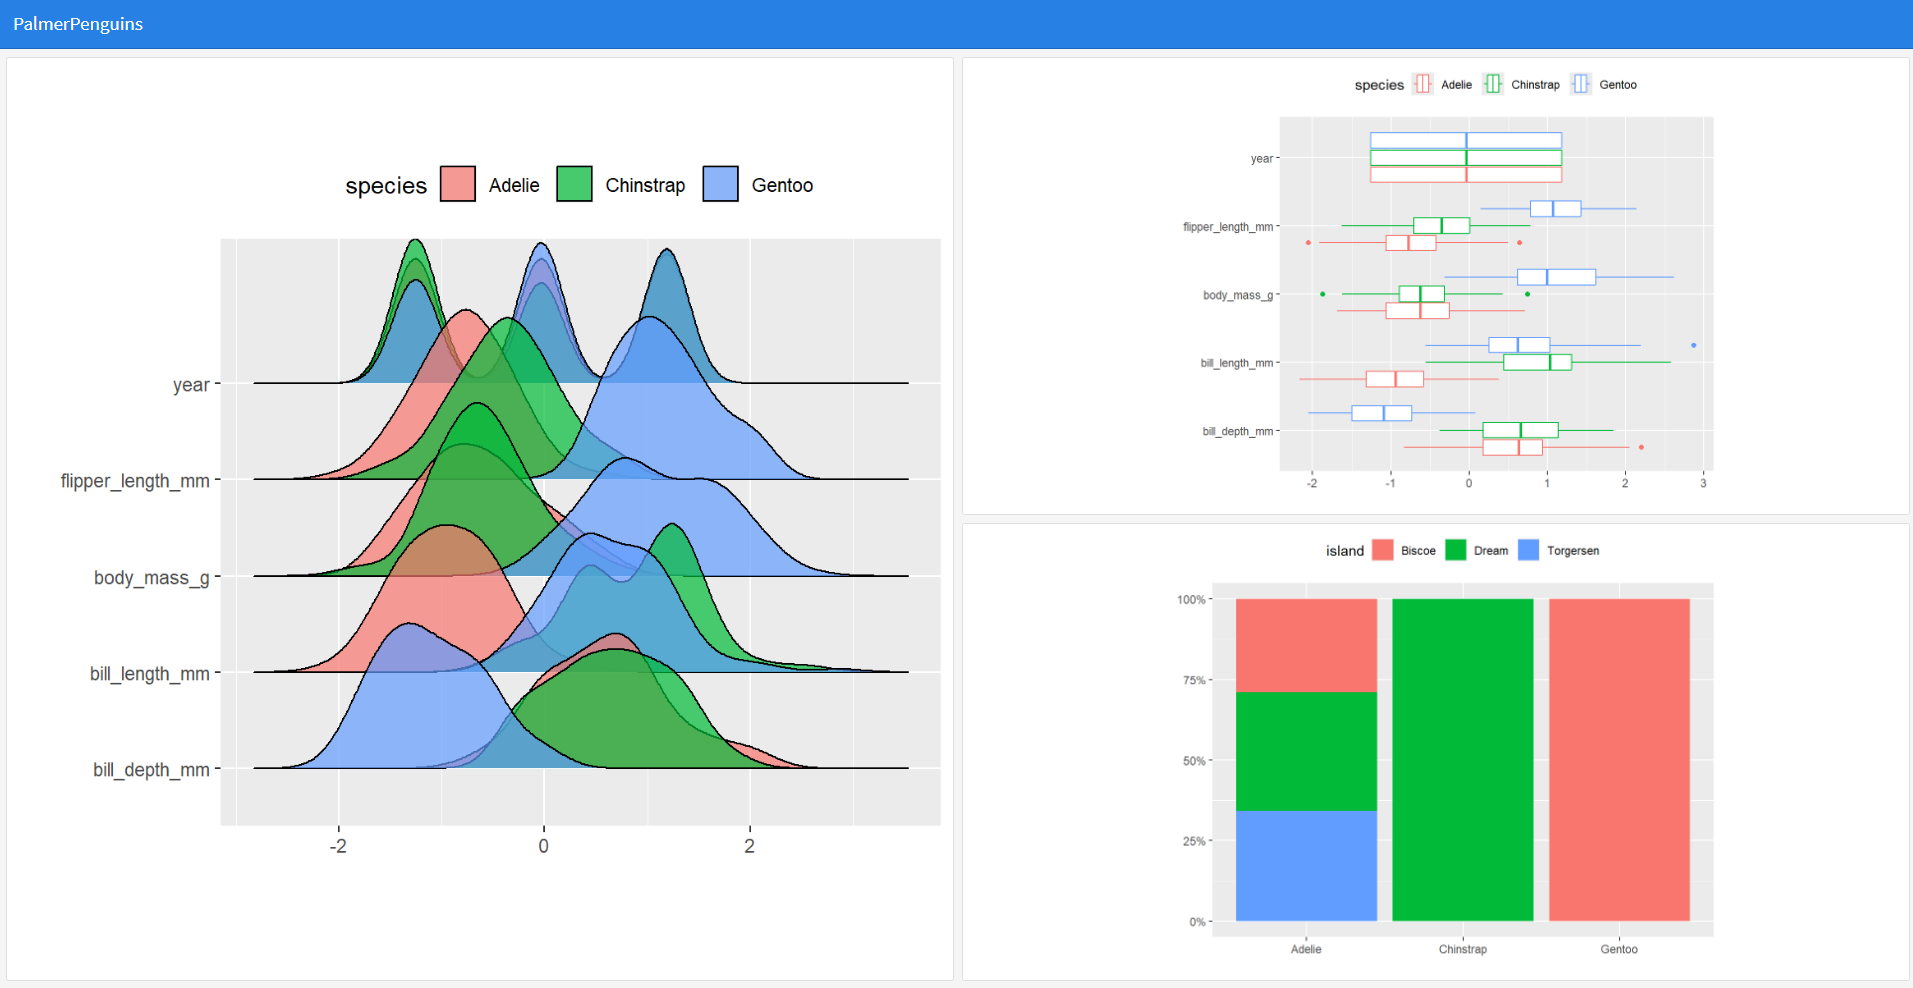 PalmerPenguins
species Adelie Chinstrap Gentoo
year
flipper_length_mm
body_mass_g
bill_length_mm
bill_depth_mm
-2 0 2
species Adelie Chinstrap Gentoo
year
flipper_length_mm
body_mass_g
bill_length_mm
bill_depth_mm
-2 -1 0 1 2 3
island Biscoe Dream Torgersen
100%
75%
50%
25%
0%
Adelie Chinstrap Gentoo